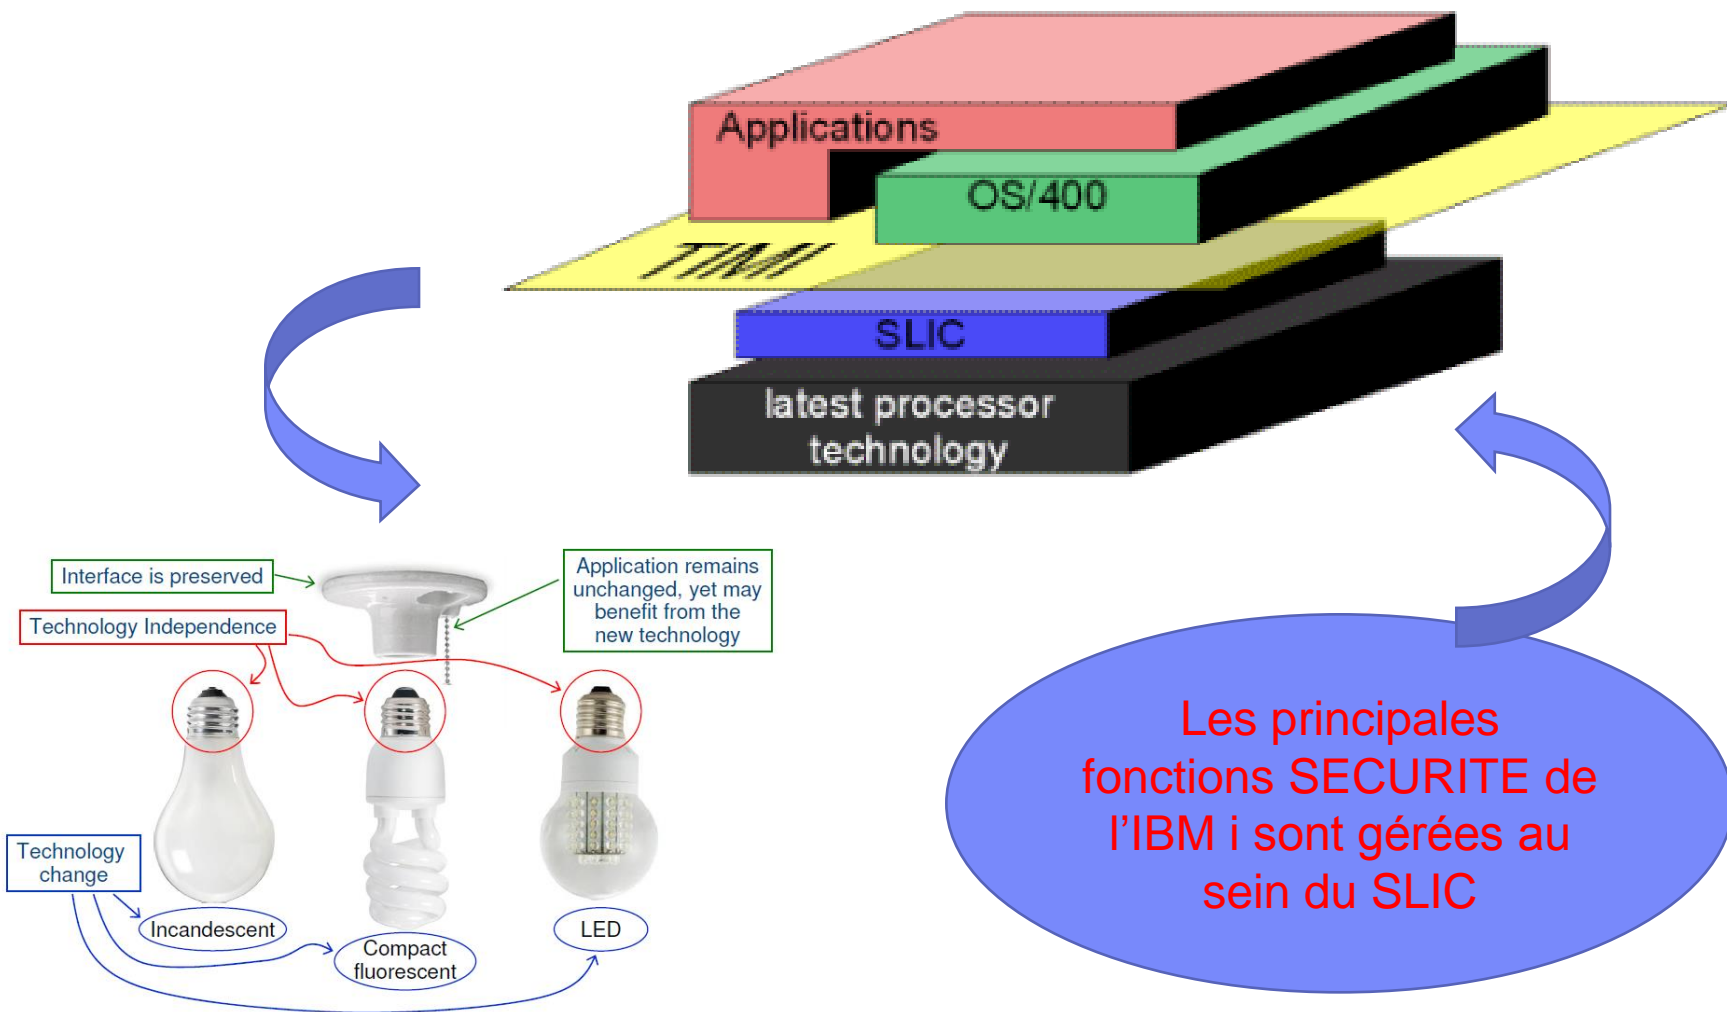 Applications
OS/400
TIMI
SLIC
latest processor
technology
Interface is preserved
Application remains
unchanged, yet may
benefit from the
new technology
Technology Independence
Technology
change
Incandescent
Compact
fluorescent
LED
Les principales
fonctions SECURITE de
l’IBM i sont gérées au
sein du SLIC